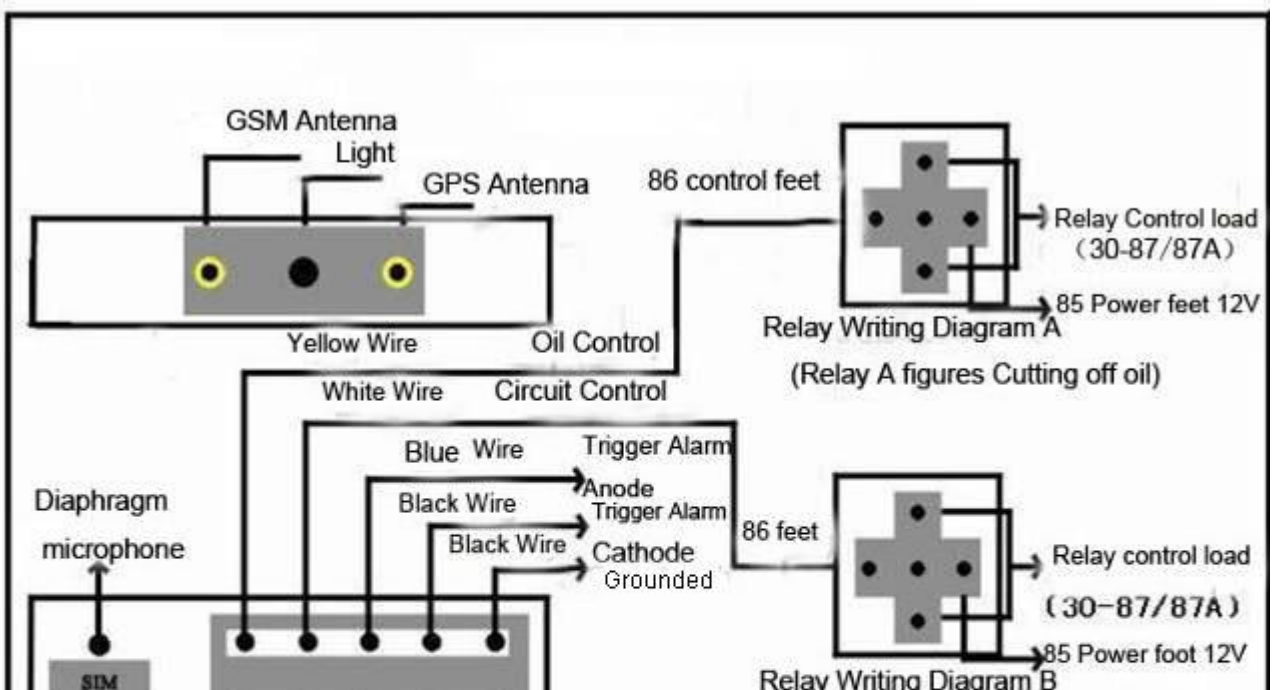 GSM Antenna
Light
GPS Antenna
86 control feet
Relay Control load
(30-87/87A)
85 Power feet 12V
Relay Writing Diagram A
(Relay A figures Cutting off oil)
Yellow Wire
Oil Control
White Wire
Circuit Control
Blue Wire
Trigger Alarm
Anode
Black Wire
Trigger Alarm
Black Wire
Cathode
Grounded
Diaphragm
microphone
86 feet
Relay control load
(30-87/87A)
85 Power foot 12V
Relay Writing Diagram B
SIM